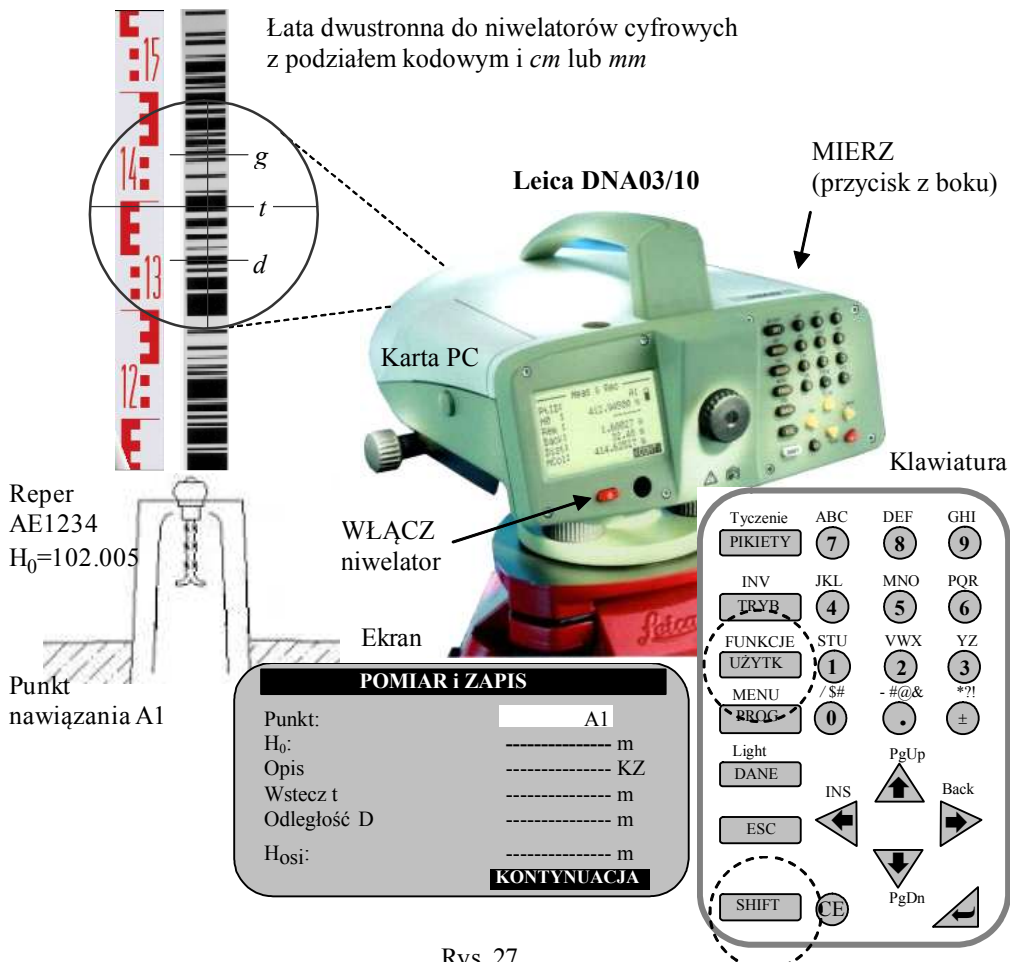 Łata dwustronna do niwelatorów cyfrowych
z podziałem kodowym i cm lub mm
15
14
13
12
g
t
d
Leica DNA03/10
MIERZ
(przycisk z boku)
Karta PC
Meas & Rec
WŁĄCZ
niwelator
Leica
Klawiatura
Reper
AE1234
H0=102.005
Punkt
nawiązania A1
Ekran
POMIAR i ZAPIS
Punkt: A1
H0: ---------------- m
Opis ---------------- KZ
Wstecz t ---------------- m
Odległość D ---------------- m
Hosi: ---------------- m
KONTYNUACJA
Tyczenie ABC DEF GHI
PIKIETY 7 8 9
INV JKL MNO PQR
TRYB 4 5 6
FUNKCJE STU VWX YZ
UŻYTK 1 2 3
MENU / $# - #@& *?!
PROG 0 . ±
Light PgUp
DANE
INS Back
ESC
PgDn
SHIFT CE
Rys. 27